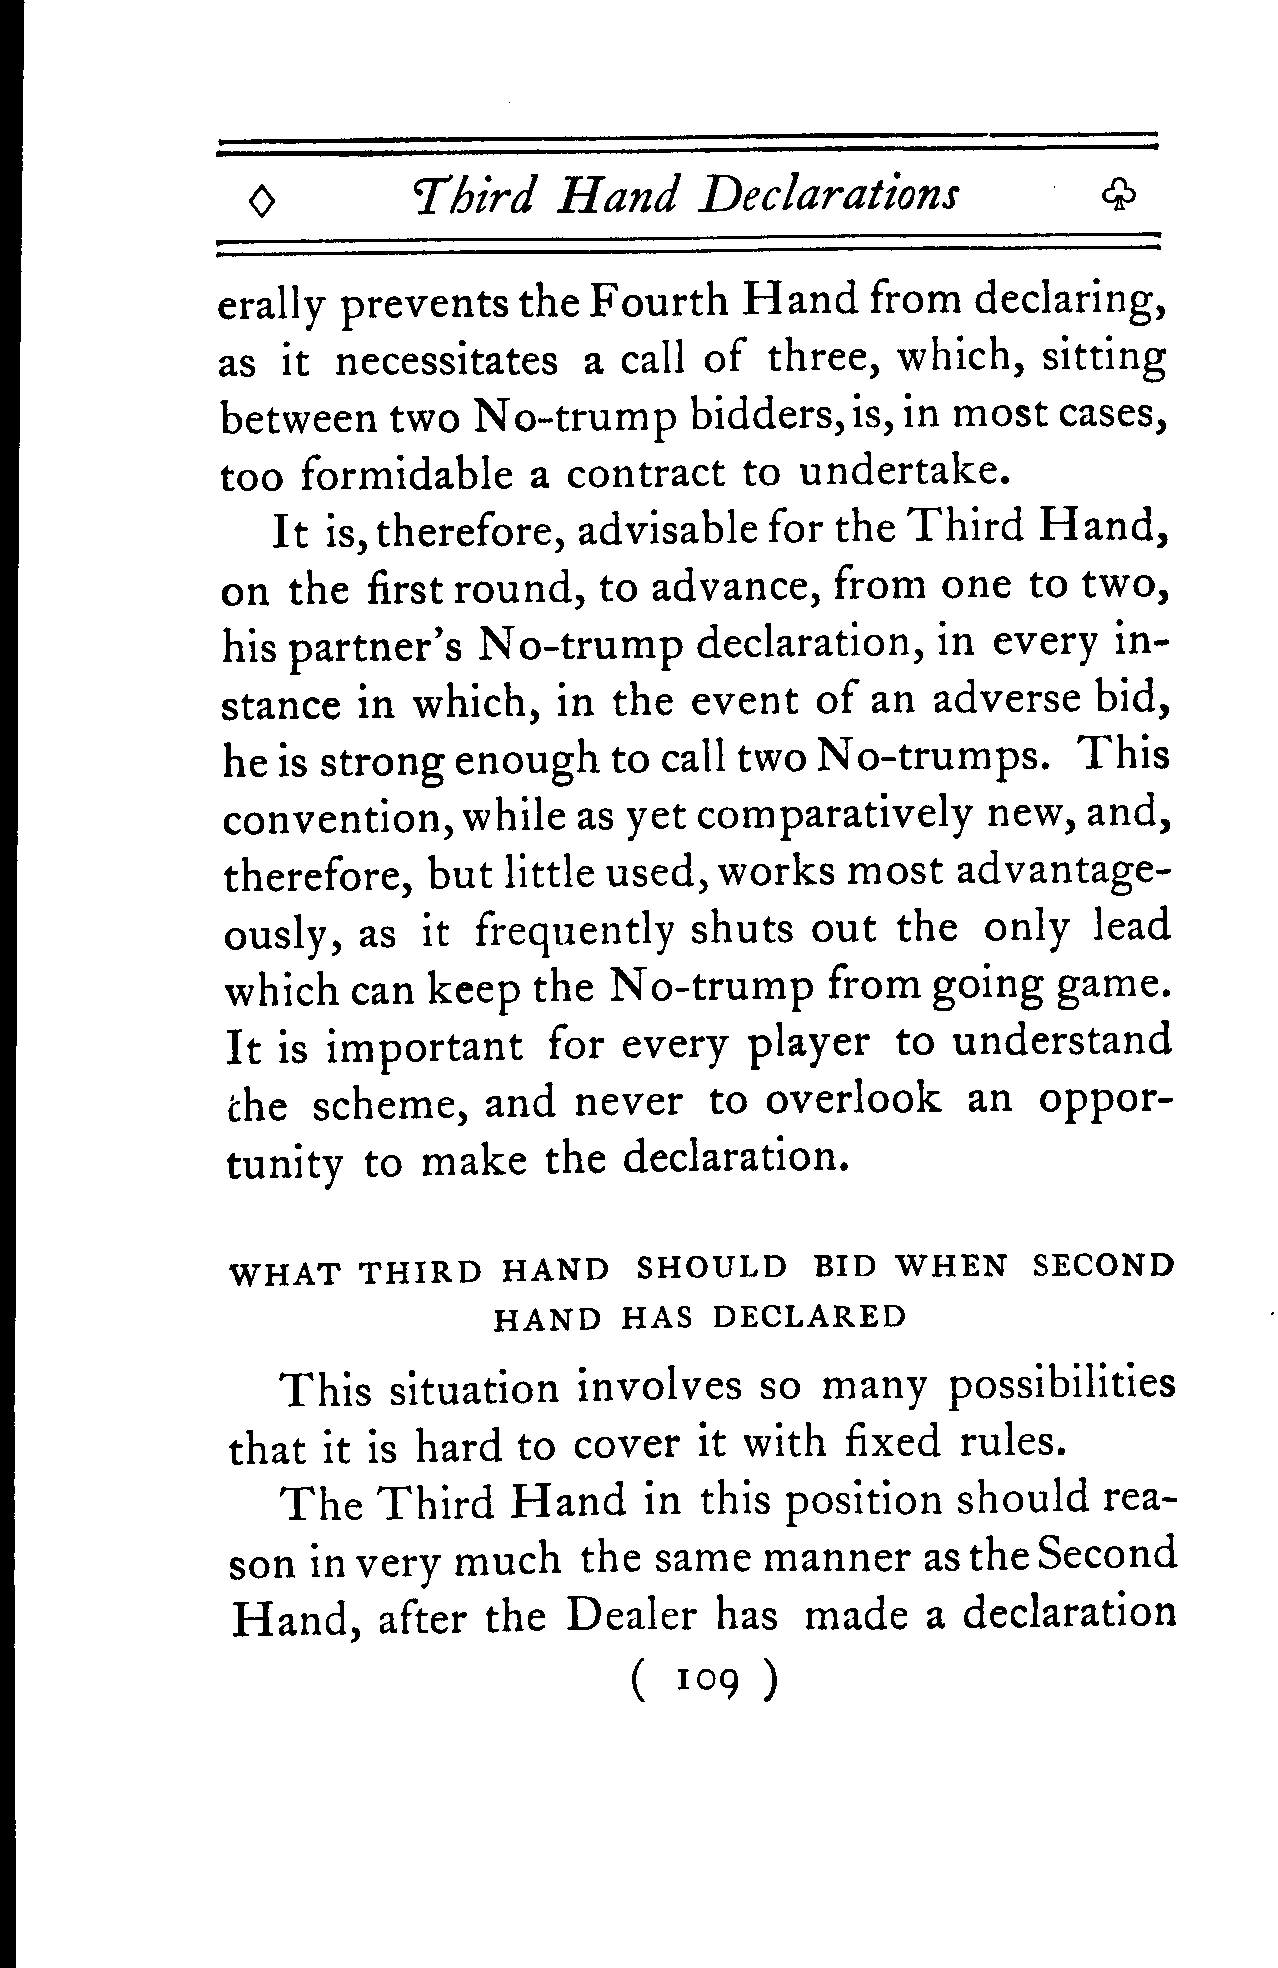 ◊ Third Hand Declarations ♧
erally prevents the Fourth Hand from declaring,
as it necessitates a call of three, which, sitting
between two No-trump bidders, is, in most cases,
too formidable a contract to undertake.
It is, therefore, advisable for the Third Hand,
on the first round, to advance, from one to two,
his partner's No-trump declaration, in every in-
stance in which, in the event of an adverse bid,
he is strong enough to call two No-trumps. This
convention, while as yet comparatively new, and,
therefore, but little used, works most advantage-
ously, as it frequently shuts out the only lead
which can keep the No-trump from going game.
It is important for every player to understand
the scheme, and never to overlook an oppor-
tunity to make the declaration.
WHAT THIRD HAND SHOULD BID WHEN SECOND
HAND HAS DECLARED
This situation involves so many possibilities
that it is hard to cover it with fixed rules.
The Third Hand in this position should rea-
son in very much the same manner as the Second
Hand, after the Dealer has made a declaration
( 109 )